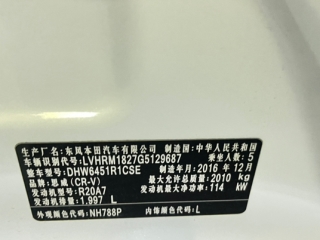 制造厂名：东风本田汽车有限公司 制造国：中华人民共和国
车辆识别代号：LVHRM1827G5129687 乘坐人数：5
整车型号：DHW6451R1CSE 制造年月：2016 年 12月
品牌：思威(CR-V) 最大允许总质量：2010 kg
发动机型号：R20A7 发动机最大净功率：114 kW
发动机排量：1.997 L
外观颜色代码：NH788P 内饰颜色代码：L